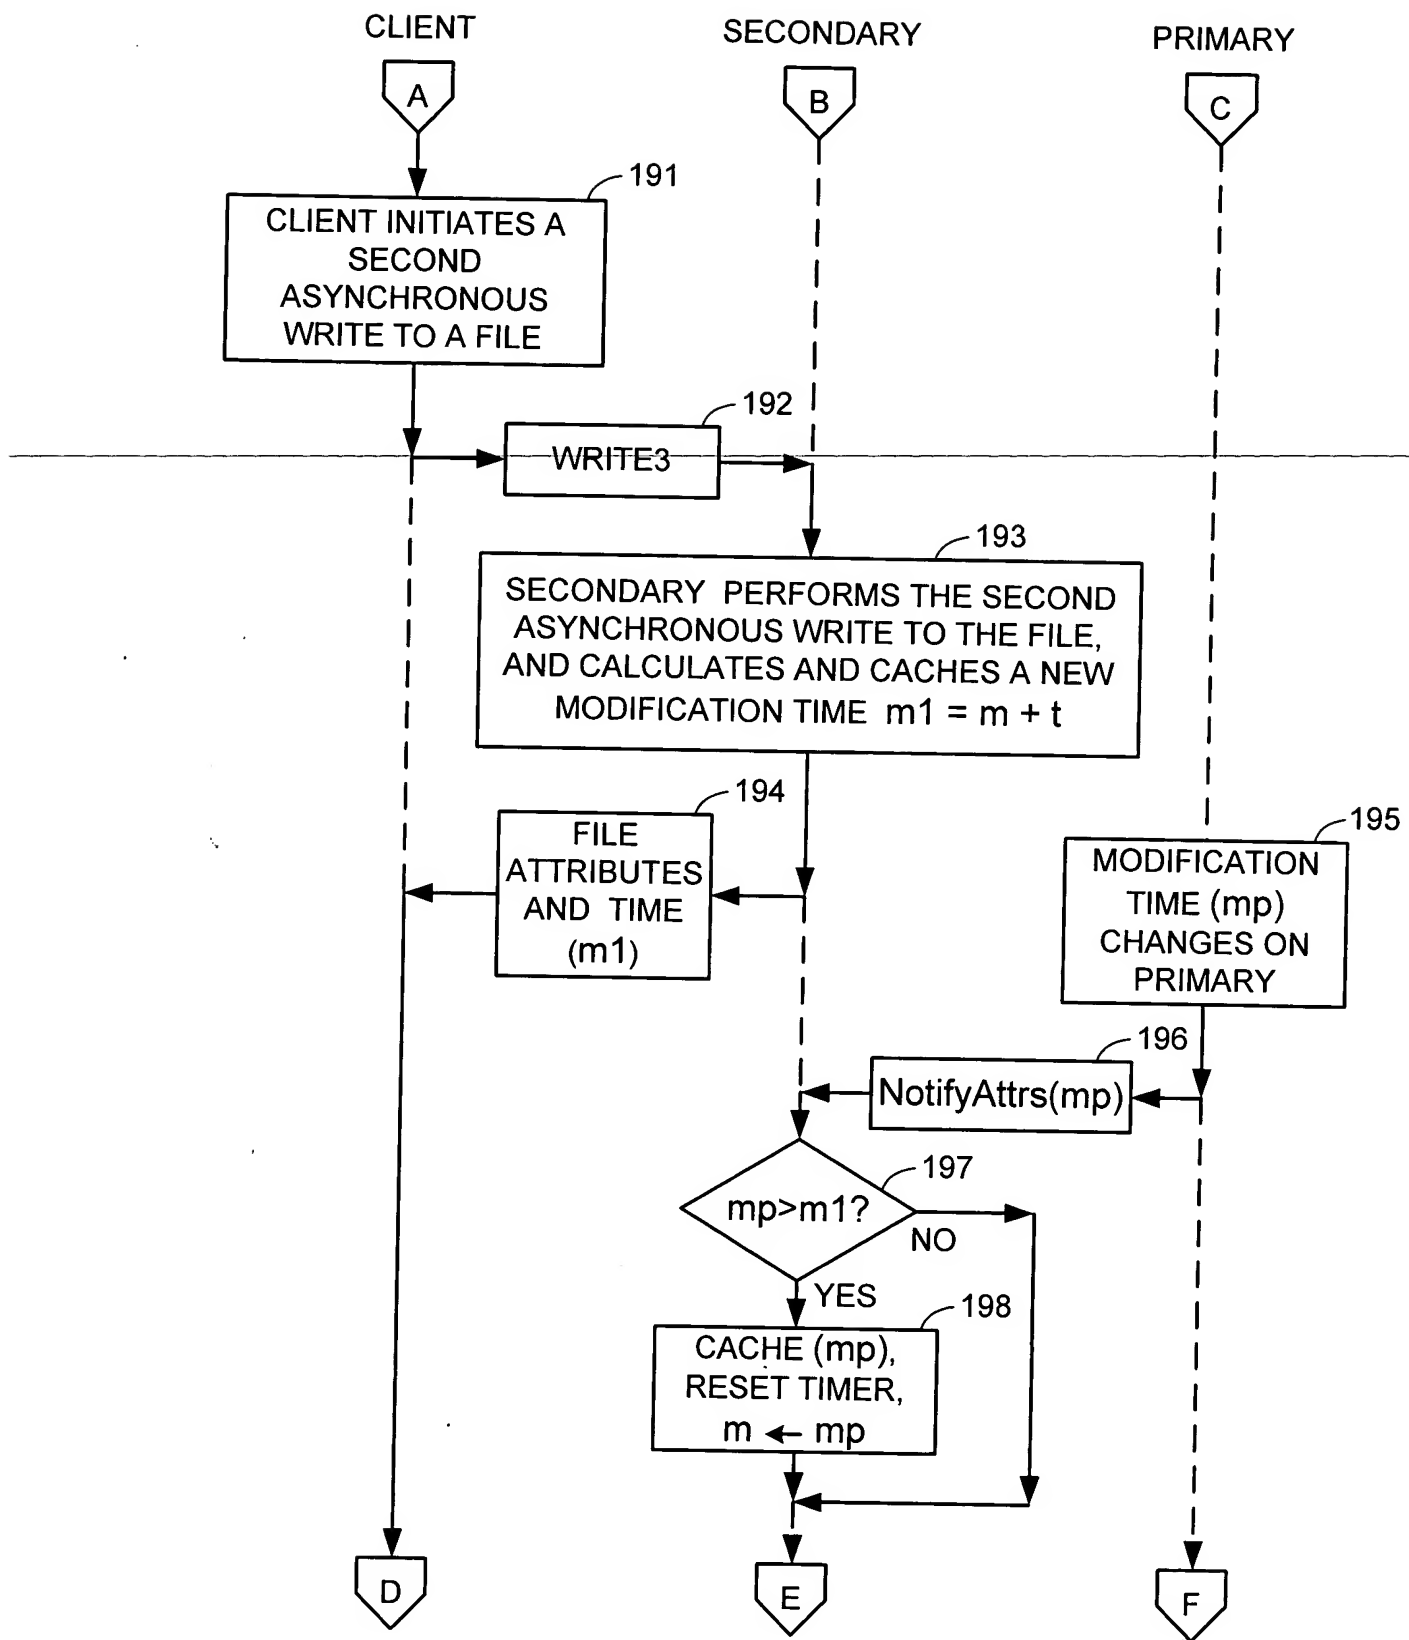 CLIENT
SECONDARY
PRIMARY
A
B
C
191
CLIENT INITIATES A
SECOND
ASYNCHRONOUS
WRITE TO A FILE
192
WRITE3
193
SECONDARY PERFORMS THE SECOND
ASYNCHRONOUS WRITE TO THE FILE,
AND CALCULATES AND CACHES A NEW
MODIFICATION TIME m1 = m + t
194
FILE
ATTRIBUTES
AND TIME
(m1)
195
MODIFICATION
TIME (mp)
CHANGES ON
PRIMARY
196
NotifyAttrs(mp)
197
mp>m1?
NO
YES
198
CACHE (mp),
RESET TIMER,
m ← mp
D
E
F